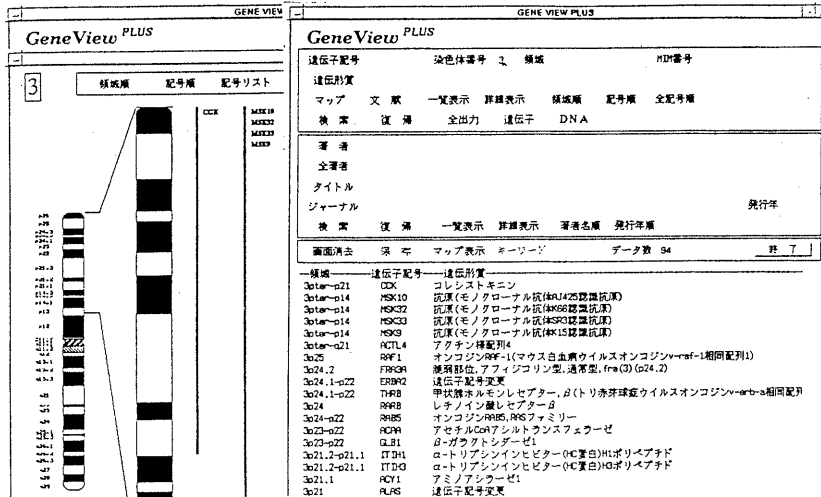 GENE VIEW
GeneView PLUS
3
領域順 記号順 記号リスト
CCK
MSK10
MSK32
MSK33
MSK9
GENE VIEW PLUS
GeneView PLUS
遺伝子記号 染色体番号 3 領域 MIM番号
遺伝形質
マップ 文献 一覧表示 詳細表示 領域順 記号順 全記号順
検索 復帰 全出力 遺伝子 DNA
著者
全著者
タイトル
ジャーナル 発行年
検索 復帰 一覧表示 詳細表示 著者名順 発行年順
画面消去 保存 マップ表示 キーワード データ数 94 終了
領域 遺伝子記号 遺伝形質
3pter-p21 CCK コレシストキニン
3pter-p14 MSK10 抗原(モノクローナル抗体AJ425認識抗原)
3pter-p14 MSK32 抗原(モノクローナル抗体K66認識抗原)
3pter-p14 MSK33 抗原(モノクローナル抗体SR3認識抗原)
3pter-p14 MSK9 抗原(モノクローナル抗体K15認識抗原)
3pter-q21 ACTL4 アクチン様配列4
3p25 RAF1 オンコジンRAF-1(マウス白血病ウイルスオンコジンv-raf-1相同配列1)
3p24.2 FRA3A 脆弱部位,アフィジコリン型,通常型,fra(3)(p24.2)
3p24.1-p22 ERBA2 遺伝子記号変更
3p24.1-p22 THRB 甲状腺ホルモンレセプター,β(トリ赤芽球症ウイルスオンコジンv-erb-a相同配列
3p24 RARB レチノイン酸レセプターβ
3p24-p22 RAB5 オンコジンRAB5,RASファミリー
3p23-p22 ACAA アセチルCoAアシルトランスフェラーゼ
3p23-p22 GLB1 β-ガラクトシダーゼ1
3p21.2-p21.1 ITIH1 α-トリプシンインヒビター(HC蛋白)H1ポリペプチド
3p21.2-p21.1 ITIH3 α-トリプシンインヒビター(HC蛋白)H3ポリペプチド
3p21.1 ACY1 アミノアシラーゼ1
3p21 ALAS 遺伝子記号変更